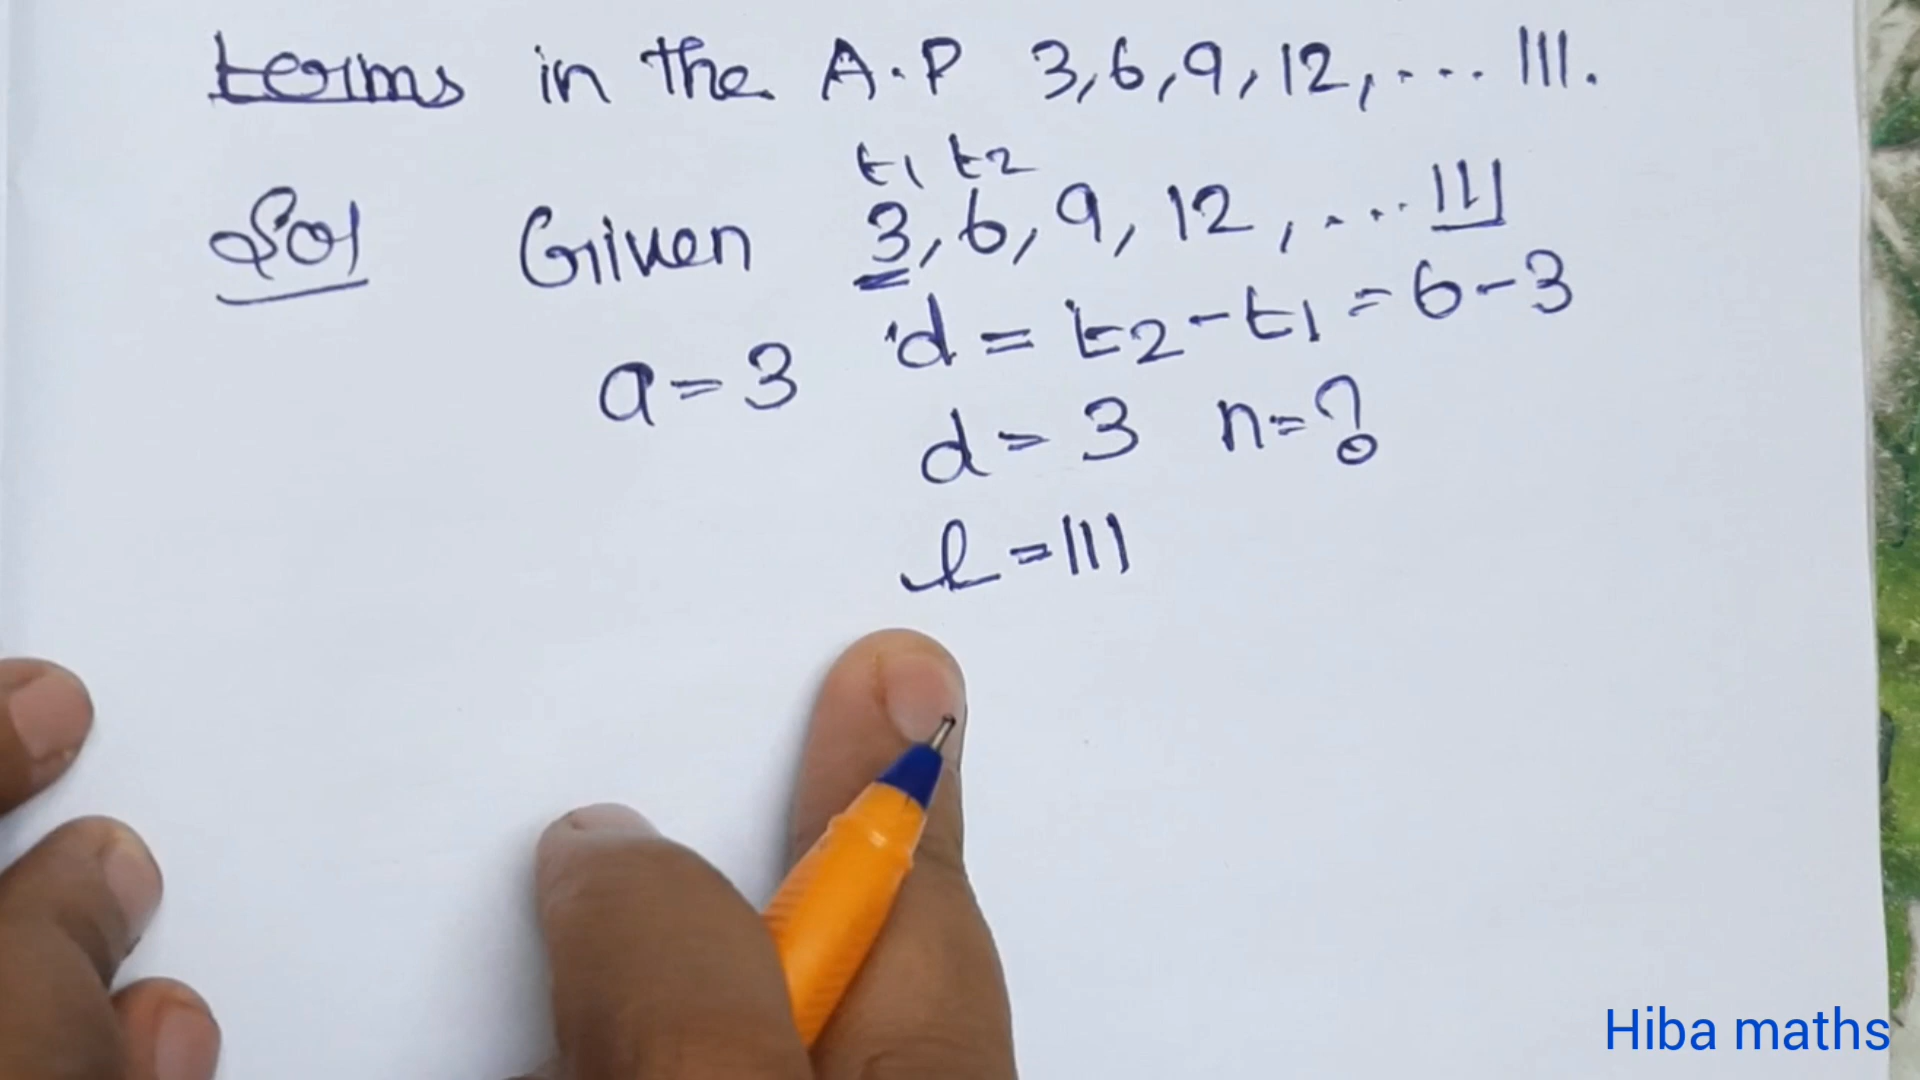 terms in the A.P 3,6,9,12,... 111.
t1 t2
Sol Given 3,6,9,12,...111
d = t2-t1 = 6-3
a=3
d=3 n=?
l=111
Hiba maths